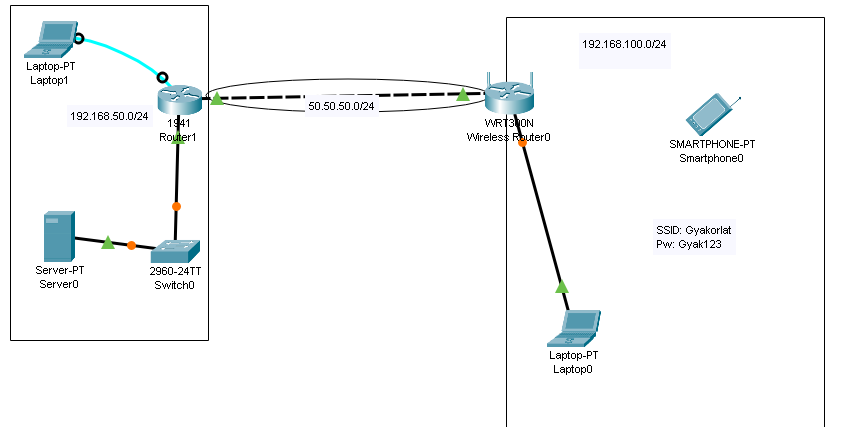 192.168.100.0/24
Laptop-PT
Laptop1
192.168.50.0/24
1941
Router1
50.50.50.0/24
WRT300N
Wireless Router0
SMARTPHONE-PT
Smartphone0
SSID: Gyakorlat
Pw: Gyak123
Server-PT
Server0
2960-24TT
Switch0
Laptop-PT
Laptop0